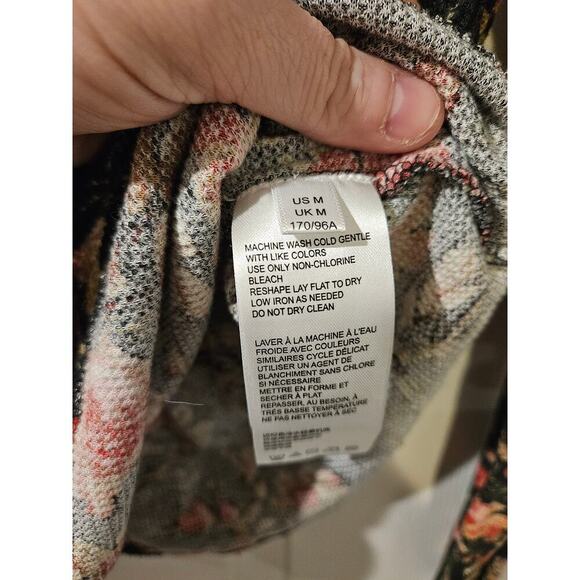 US M
UK M
170/96A
MACHINE WASH COLD GENTLE
WITH LIKE COLORS
USE ONLY NON-CHLORINE
BLEACH
RESHAPE LAY FLAT TO DRY
LOW IRON AS NEEDED
DO NOT DRY CLEAN
LAVER À LA MACHINE À L'EAU
FROIDE AVEC COULEURS
SIMILAIRES CYCLE DÉLICAT
UTILISER UN AGENT DE
BLANCHIMENT SANS CHLORE
SI NÉCESSAIRE
METTRE EN FORME ET
SÉCHER À PLAT
REPASSER, AU BESOIN, À
TRÈS BASSE TEMPÉRATURE
NE PAS NETTOYER À SEC